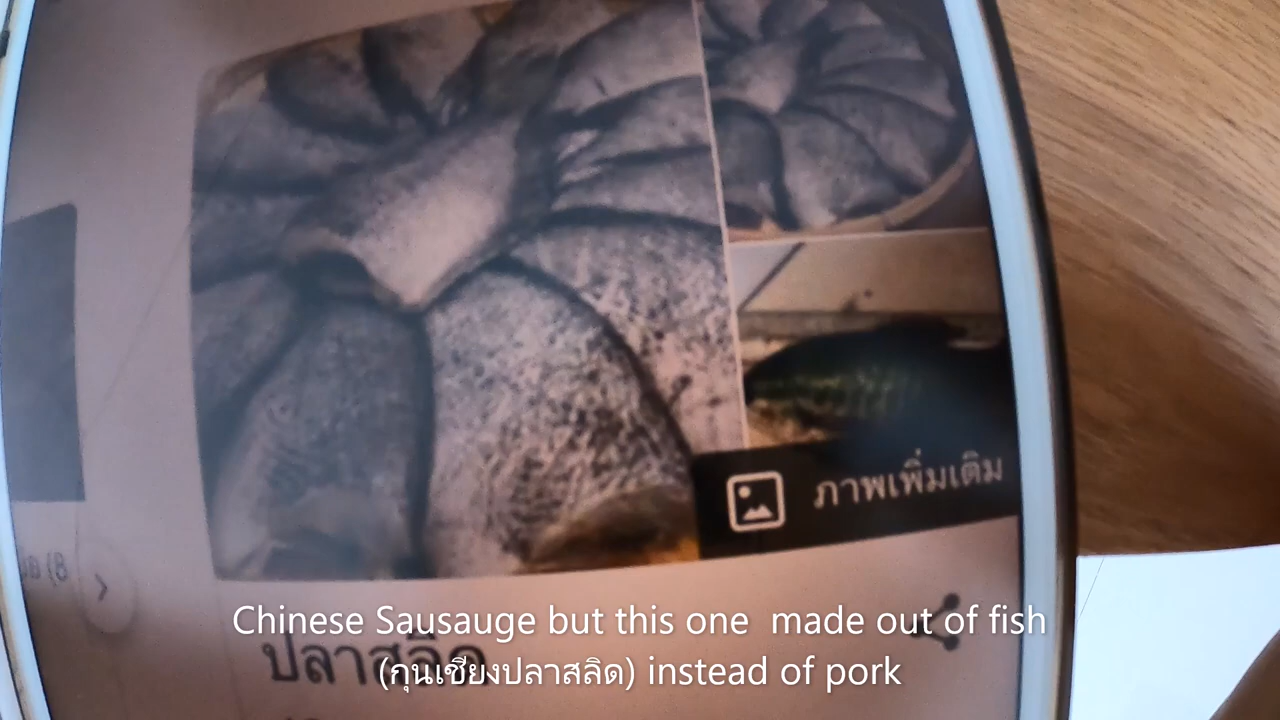 ภาพเพิ่มเติม
(8
ปลาสลิด
Chinese Sausauge but this one made out of fish
(กุนเชียงปลาสลิด) instead of pork